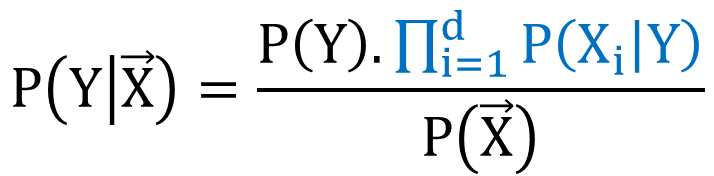 P(Y|X⃗) = P(Y). ∏ᵢ₌₁ᵈ P(Xᵢ|Y) / P(X⃗)